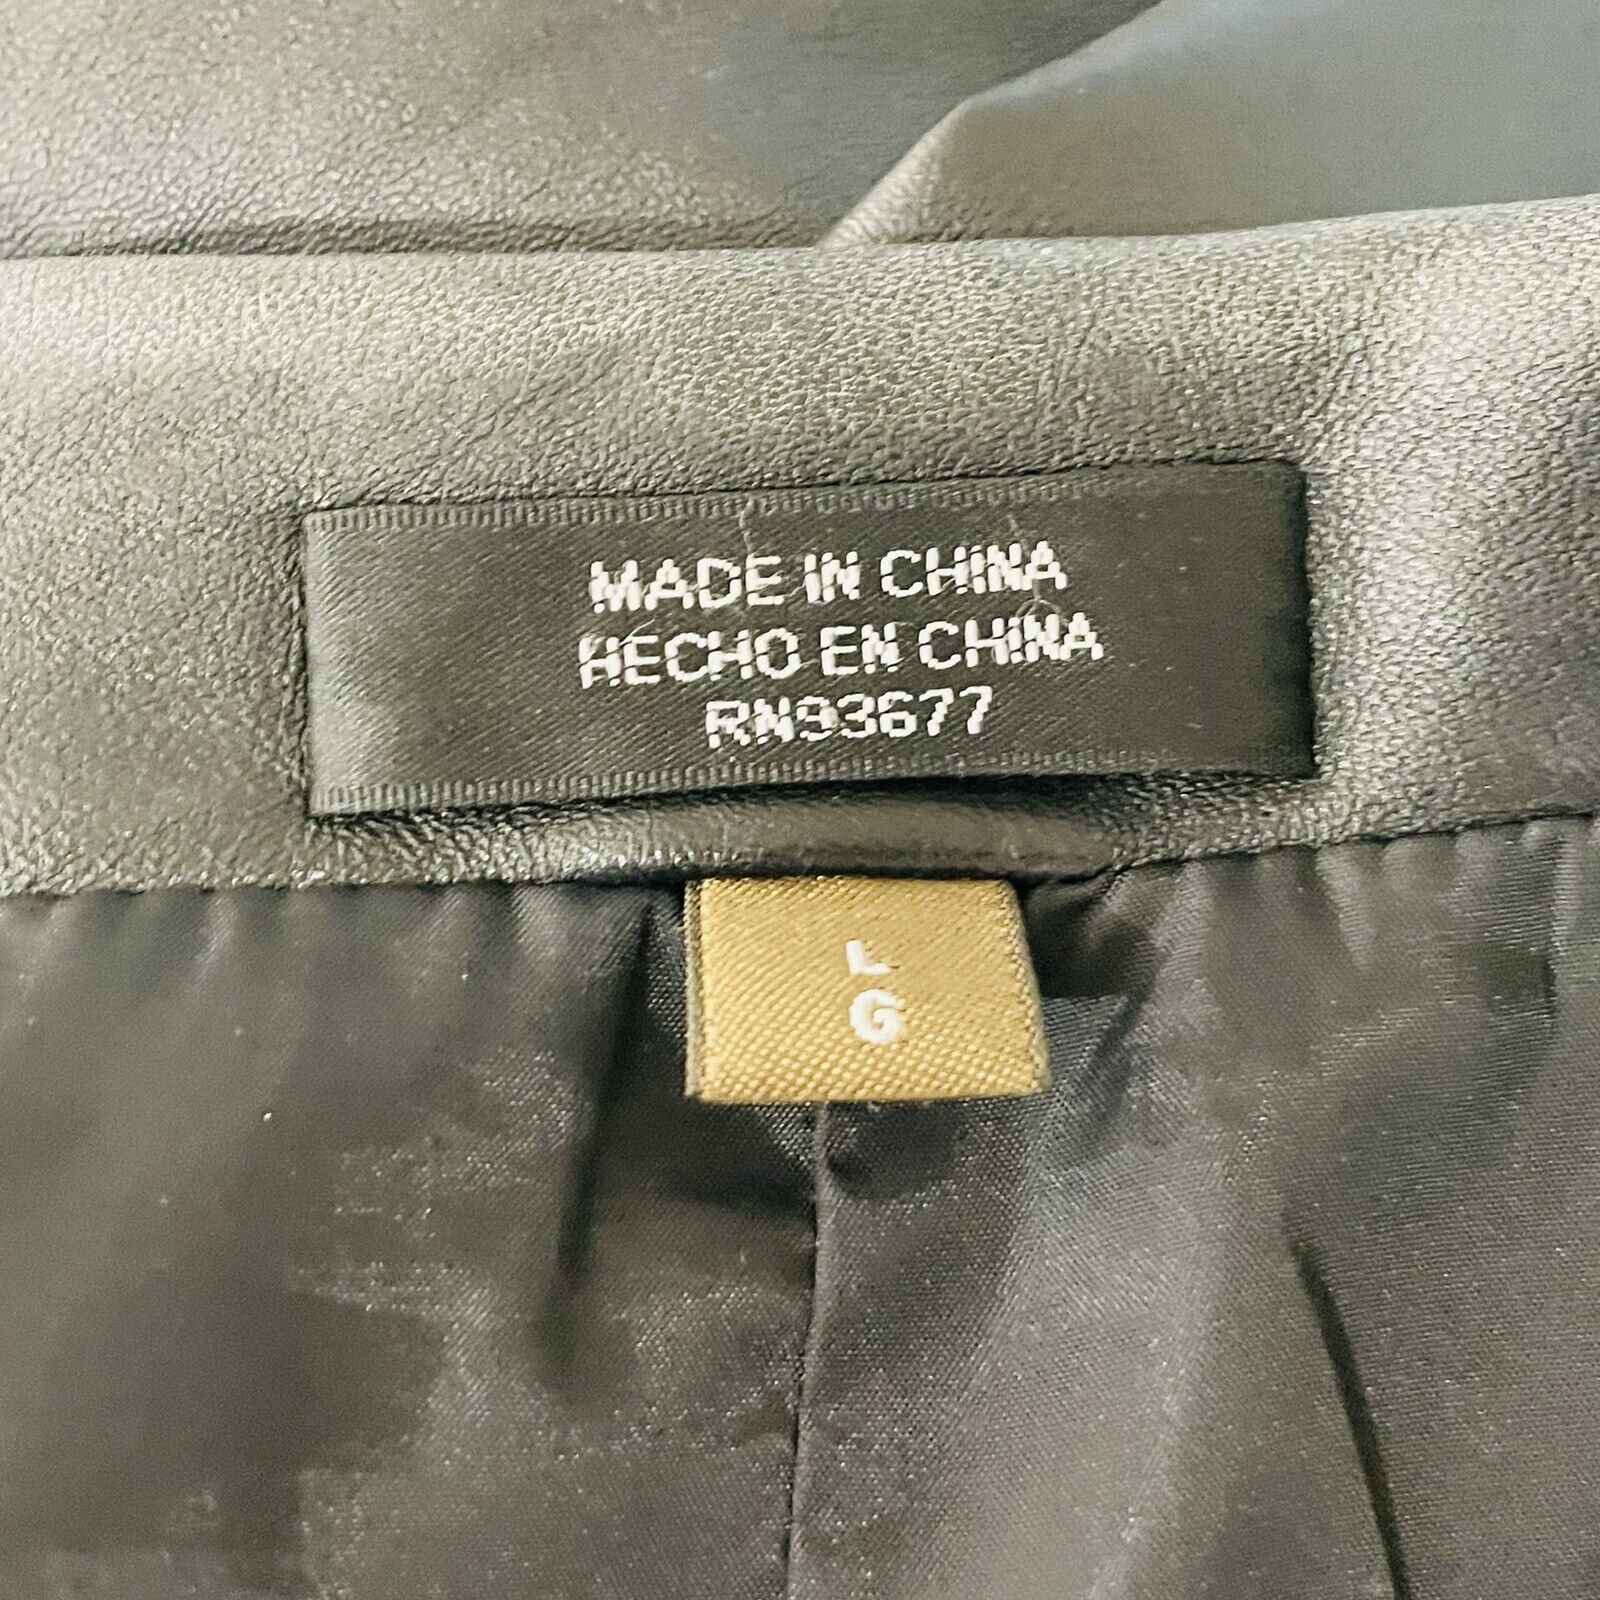 MADE IN CHINA
HECHO EN CHINA
RN93677
L
G